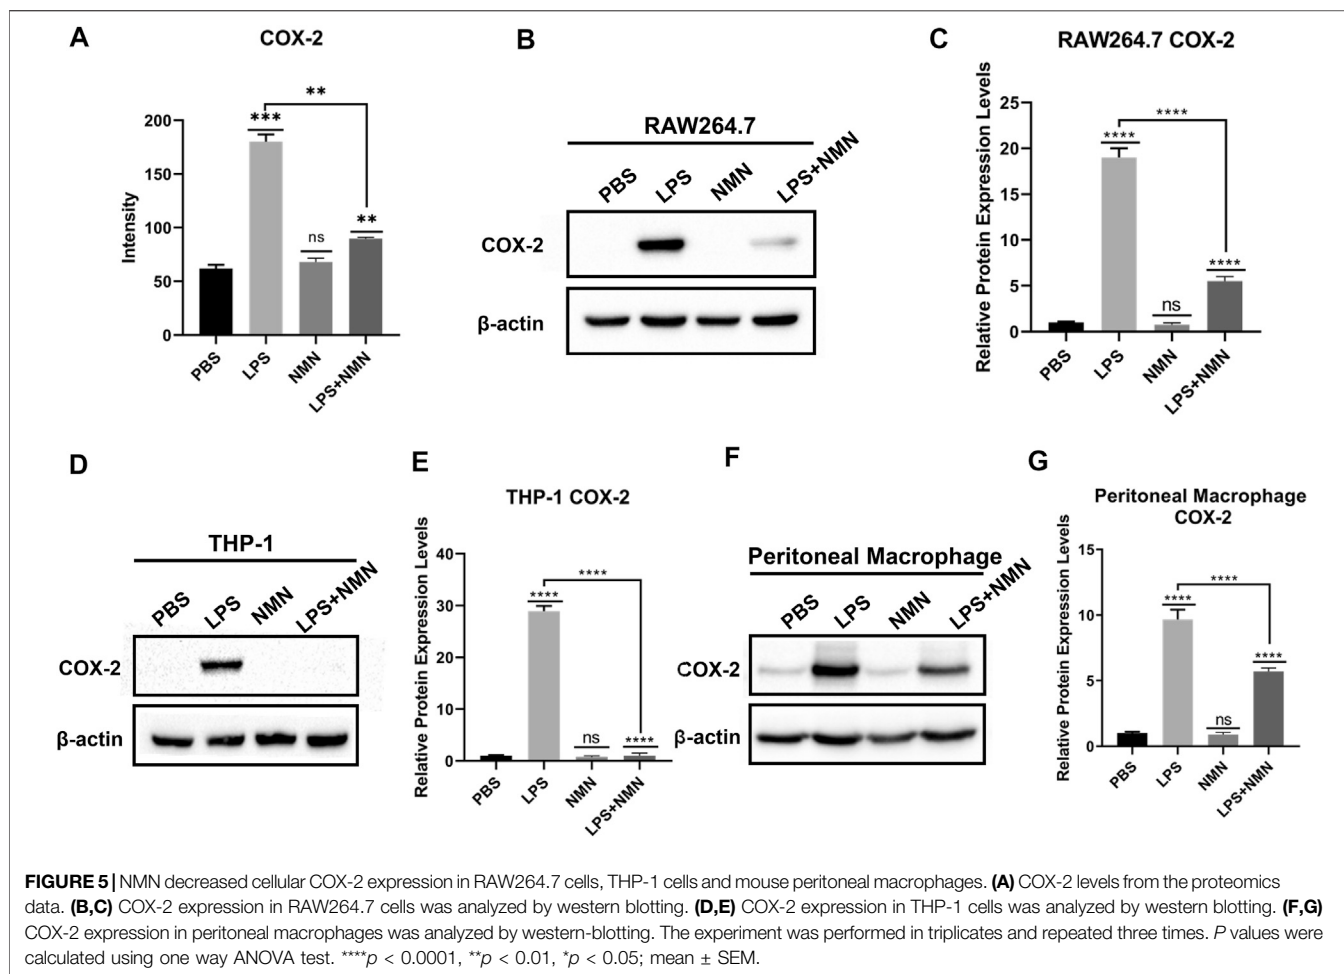 A
COX-2
Intensity
200
150
100
50
0
**
***
ns
**
PBS
LPS
NMN
LPS+NMN
B
RAW264.7
PBS
LPS
NMN
LPS+NMN
COX-2
β-actin
C
RAW264.7 COX-2
Relative Protein Expression Levels
25
20
15
10
5
0
****
****
ns
****
PBS
LPS
NMN
LPS+NMN
D
THP-1
PBS
LPS
NMN
LPS+NMN
COX-2
β-actin
E
THP-1 COX-2
Relative Protein Expression Levels
40
30
20
10
0
****
****
ns
****
PBS
LPS
NMN
LPS+NMN
F
Peritoneal Macrophage
PBS
LPS
NMN
LPS+NMN
COX-2
β-actin
G
Peritoneal Macrophage
COX-2
Relative Protein Expression Levels
15
10
5
0
****
****
ns
****
PBS
LPS
NMN
LPS+NMN
FIGURE 5 | NMN decreased cellular COX-2 expression in RAW264.7 cells, THP-1 cells and mouse peritoneal macrophages. (A) COX-2 levels from the proteomics
data. (B,C) COX-2 expression in RAW264.7 cells was analyzed by western blotting. (D,E) COX-2 expression in THP-1 cells was analyzed by western blotting. (F,G)
COX-2 expression in peritoneal macrophages was analyzed by western-blotting. The experiment was performed in triplicates and repeated three times. P values were
calculated using one way ANOVA test. ****p < 0.0001, **p < 0.01, *p < 0.05; mean ± SEM.